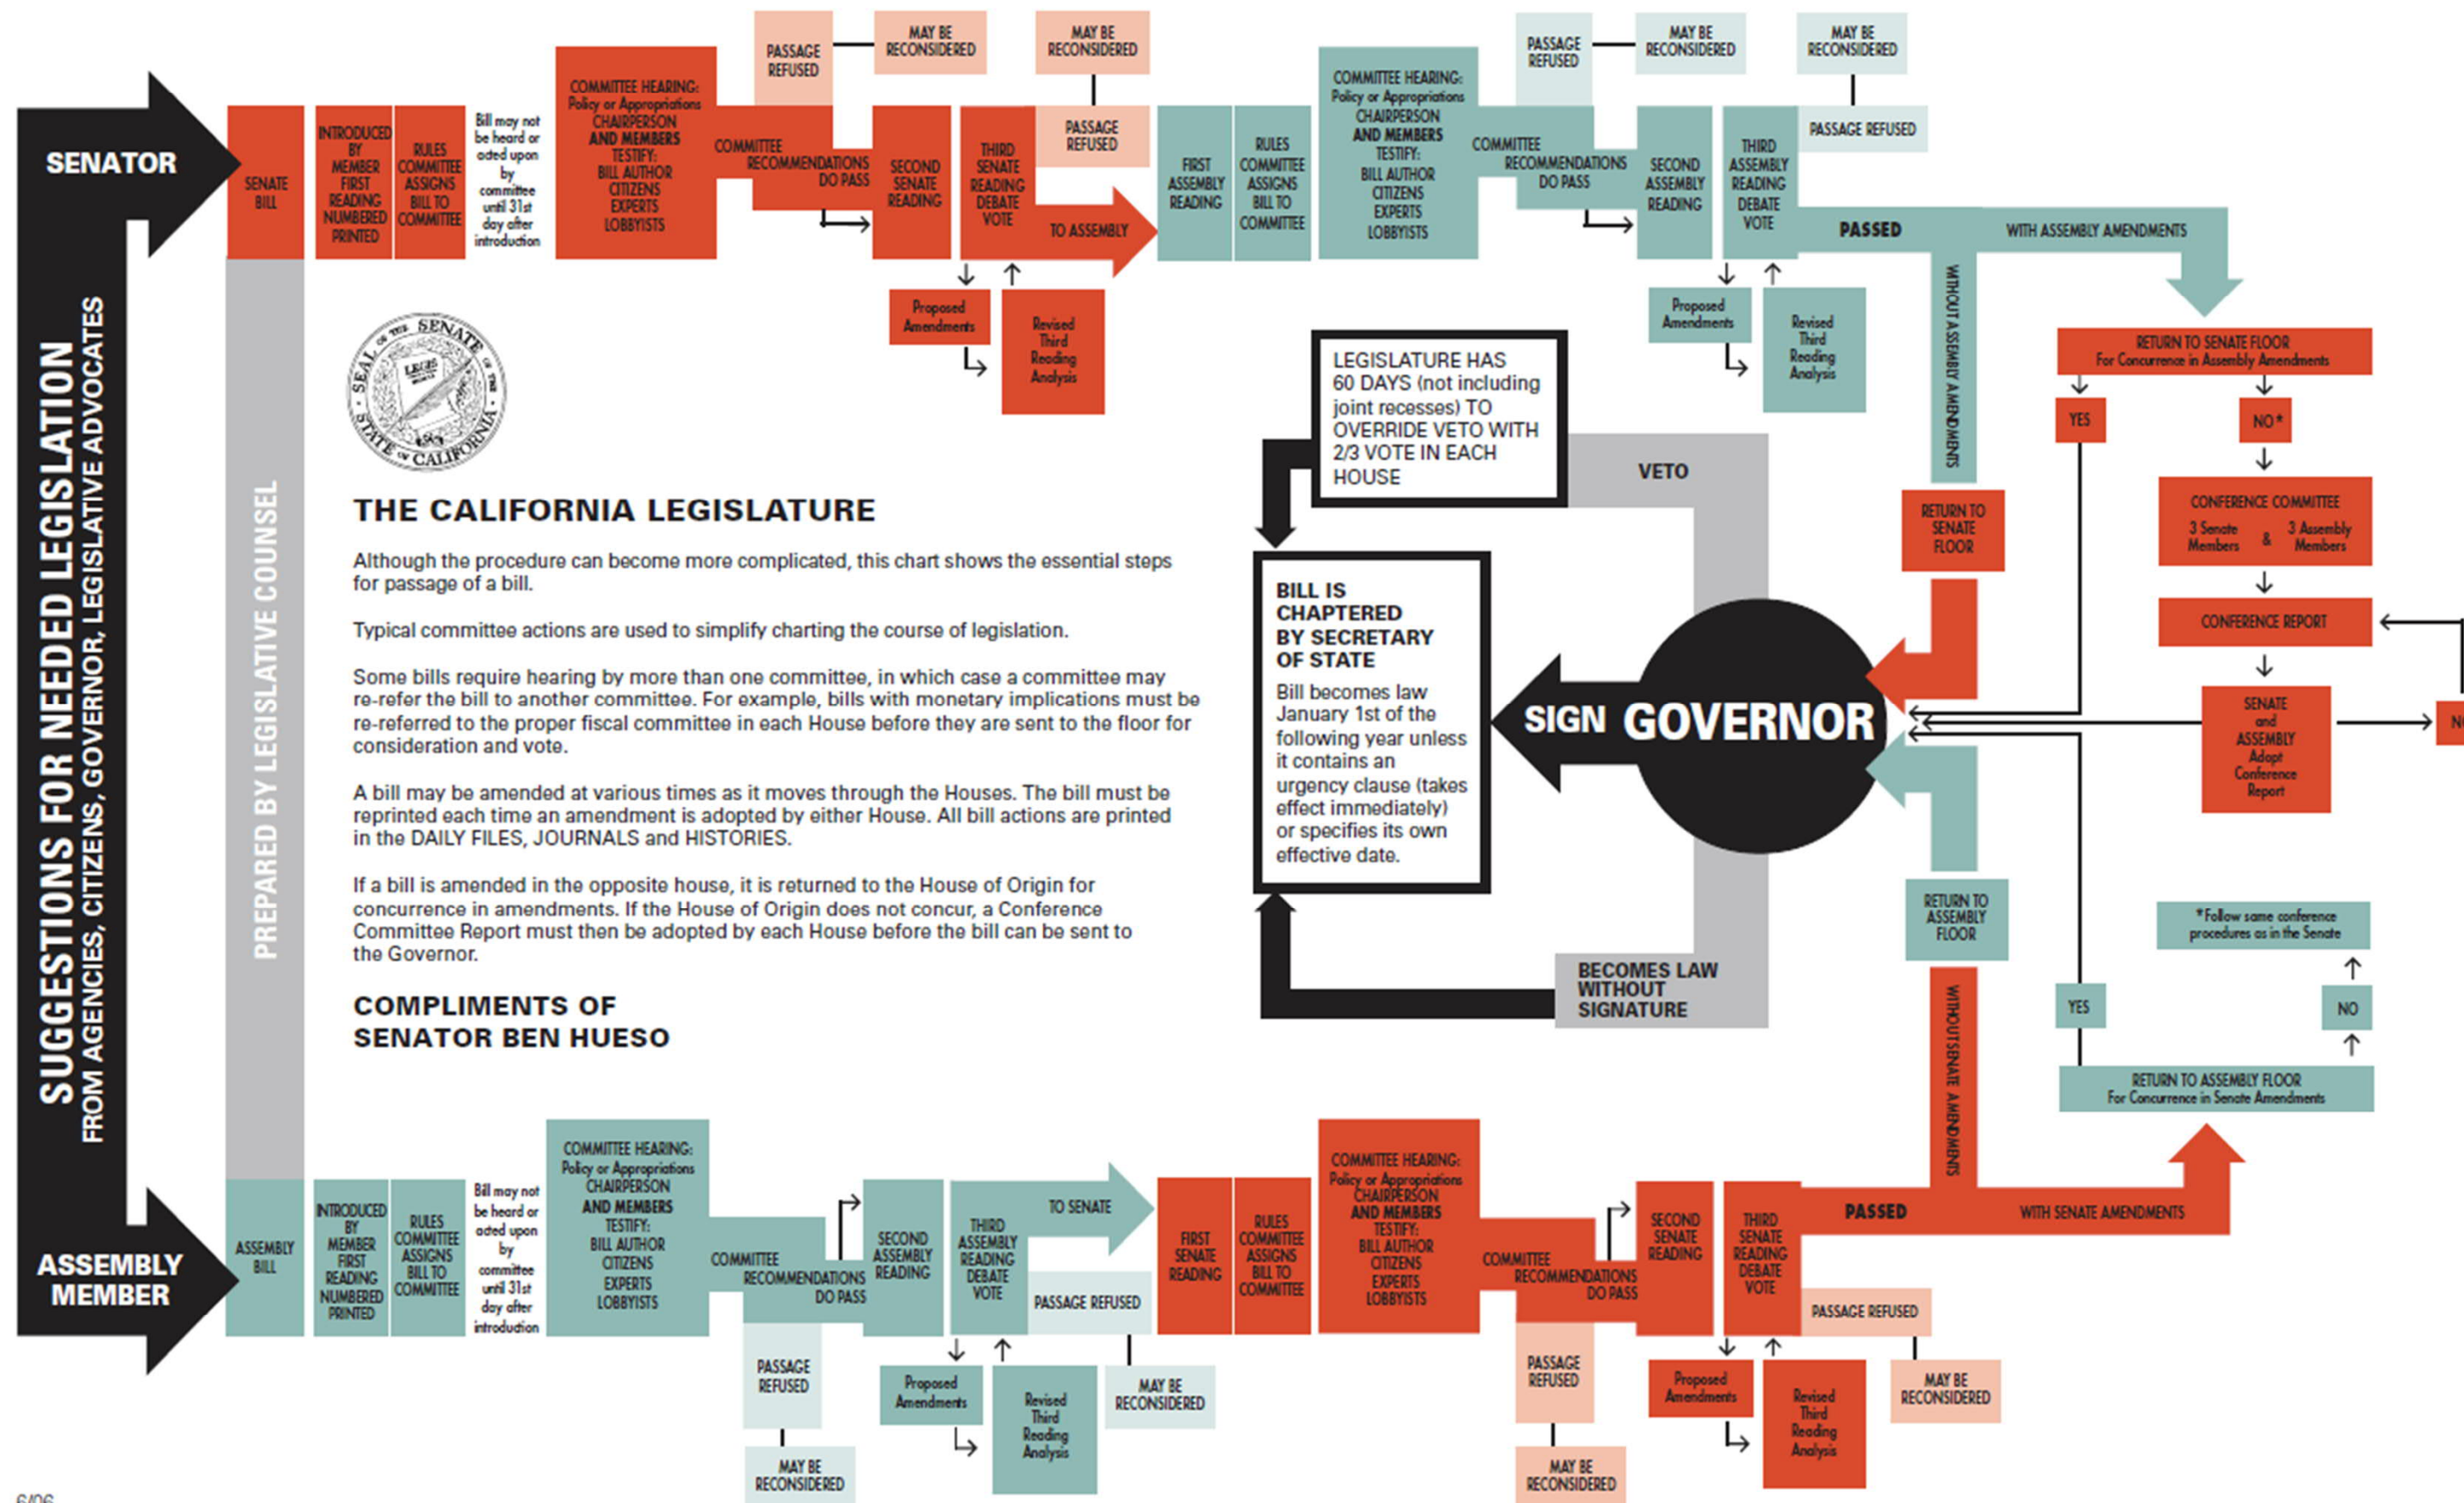 SUGGESTIONS FOR NEEDED LEGISLATION
FROM AGENCIES, CITIZENS, GOVERNOR, LEGISLATIVE ADVOCATES
SENATOR
SENATE
BILL
INTRODUCED
BY
MEMBER
FIRST
READING
NUMBERED
PRINTED
RULES
COMMITTEE
ASSIGNS
BILL TO
COMMITTEE
Bill may not
be heard or
acted upon
by
committee
until 31st
day after
introduction
COMMITTEE HEARING:
Policy or Appropriations
CHAIRPERSON
AND MEMBERS
TESTIFY:
BILL AUTHOR
CITIZENS
EXPERTS
LOBBYISTS
COMMITTEE
RECOMMENDATIONS
DO PASS
PASSAGE
REFUSED
MAY BE
RECONSIDERED
SECOND
SENATE
READING
THIRD
SENATE
READING
DEBATE
VOTE
MAY BE
RECONSIDERED
PASSAGE
REFUSED
TO ASSEMBLY
Proposed
Amendments
Revised
Third
Reading
Analysis
FIRST
ASSEMBLY
READING
RULES
COMMITTEE
ASSIGNS
BILL TO
COMMITTEE
COMMITTEE HEARING:
Policy or Appropriations
CHAIRPERSON
AND MEMBERS
TESTIFY:
BILL AUTHOR
CITIZENS
EXPERTS
LOBBYISTS
COMMITTEE
RECOMMENDATIONS
DO PASS
PASSAGE
REFUSED
MAY BE
RECONSIDERED
SECOND
ASSEMBLY
READING
THIRD
ASSEMBLY
READING
DEBATE
VOTE
MAY BE
RECONSIDERED
PASSAGE REFUSED
Proposed
Amendments
Revised
Third
Reading
Analysis
PASSED
WITH ASSEMBLY AMENDMENTS
WITHOUT ASSEMBLY AMENDMENTS
RETURN TO
SENATE
FLOOR
RETURN TO SENATE FLOOR
For Concurrence in Assembly Amendments
YES
NO*
CONFERENCE COMMITTEE
3 Senate
Members
&
3 Assembly
Members
CONFERENCE REPORT
SENATE
and
ASSEMBLY
Adopt
Conference
Report
PREPARED BY LEGISLATIVE COUNSEL
SEAL OF THE SENATE OF THE STATE OF CALIFORNIA
LEGIS
THE CALIFORNIA LEGISLATURE
Although the procedure can become more complicated, this chart shows the essential steps
for passage of a bill.
Typical committee actions are used to simplify charting the course of legislation.
Some bills require hearing by more than one committee, in which case a committee may
re-refer the bill to another committee. For example, bills with monetary implications must be
re-referred to the proper fiscal committee in each House before they are sent to the floor for
consideration and vote.
A bill may be amended at various times as it moves through the Houses. The bill must be
reprinted each time an amendment is adopted by either House. All bill actions are printed
in the DAILY FILES, JOURNALS and HISTORIES.
If a bill is amended in the opposite house, it is returned to the House of Origin for
concurrence in amendments. If the House of Origin does not concur, a Conference
Committee Report must then be adopted by each House before the bill can be sent to
the Governor.
COMPLIMENTS OF
SENATOR BEN HUESO
LEGISLATURE HAS
60 DAYS (not including
joint recesses) TO
OVERRIDE VETO WITH
2/3 VOTE IN EACH
HOUSE
VETO
BILL IS
CHAPTERED
BY SECRETARY
OF STATE
Bill becomes law
January 1st of the
following year unless
it contains an
urgency clause (takes
effect immediately)
or specifies its own
effective date.
SIGN
GOVERNOR
BECOMES LAW
WITHOUT
SIGNATURE
RETURN TO
ASSEMBLY
FLOOR
*Follow same conference
procedures as in the Senate
YES
NO
RETURN TO ASSEMBLY FLOOR
For Concurrence in Senate Amendments
WITHOUT SENATE AMENDMENTS
ASSEMBLY
MEMBER
ASSEMBLY
BILL
INTRODUCED
BY
MEMBER
FIRST
READING
NUMBERED
PRINTED
RULES
COMMITTEE
ASSIGNS
BILL TO
COMMITTEE
Bill may not
be heard or
acted upon
by
committee
until 31st
day after
introduction
COMMITTEE HEARING:
Policy or Appropriations
CHAIRPERSON
AND MEMBERS
TESTIFY:
BILL AUTHOR
CITIZENS
EXPERTS
LOBBYISTS
COMMITTEE
RECOMMENDATIONS
DO PASS
PASSAGE
REFUSED
MAY BE
RECONSIDERED
SECOND
ASSEMBLY
READING
THIRD
ASSEMBLY
READING
DEBATE
VOTE
TO SENATE
PASSAGE REFUSED
MAY BE
RECONSIDERED
Proposed
Amendments
Revised
Third
Reading
Analysis
FIRST
SENATE
READING
RULES
COMMITTEE
ASSIGNS
BILL TO
COMMITTEE
COMMITTEE HEARING:
Policy or Appropriations
CHAIRPERSON
AND MEMBERS
TESTIFY:
BILL AUTHOR
CITIZENS
EXPERTS
LOBBYISTS
COMMITTEE
RECOMMENDATIONS
DO PASS
PASSAGE
REFUSED
MAY BE
RECONSIDERED
SECOND
SENATE
READING
THIRD
SENATE
READING
DEBATE
VOTE
PASSED
WITH SENATE AMENDMENTS
PASSAGE REFUSED
MAY BE
RECONSIDERED
Proposed
Amendments
Revised
Third
Reading
Analysis